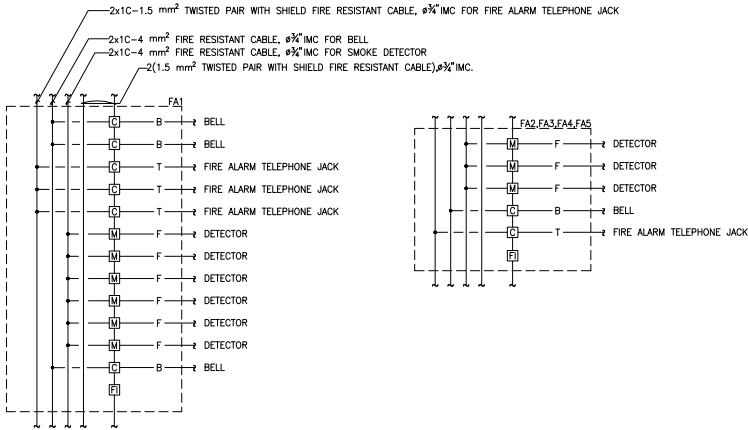 2x1C-1.5 mm² TWISTED PAIR WITH SHIELD FIRE RESISTANT CABLE, ø¾"IMC FOR FIRE ALARM TELEPHONE JACK
2x1C-4 mm² FIRE RESISTANT CABLE, ø¾"IMC FOR BELL
2x1C-4 mm² FIRE RESISTANT CABLE, ø¾"IMC FOR SMOKE DETECTOR
2(1.5 mm² TWISTED PAIR WITH SHIELD FIRE RESISTANT CABLE),ø¾"IMC.
FA1
C B BELL
C B BELL
C T FIRE ALARM TELEPHONE JACK
C T FIRE ALARM TELEPHONE JACK
C T FIRE ALARM TELEPHONE JACK
M F DETECTOR
M F DETECTOR
M F DETECTOR
M F DETECTOR
M F DETECTOR
M F DETECTOR
C B BELL
FI
FA2,FA3,FA4,FA5
M F DETECTOR
M F DETECTOR
M F DETECTOR
C B BELL
C T FIRE ALARM TELEPHONE JACK
FI